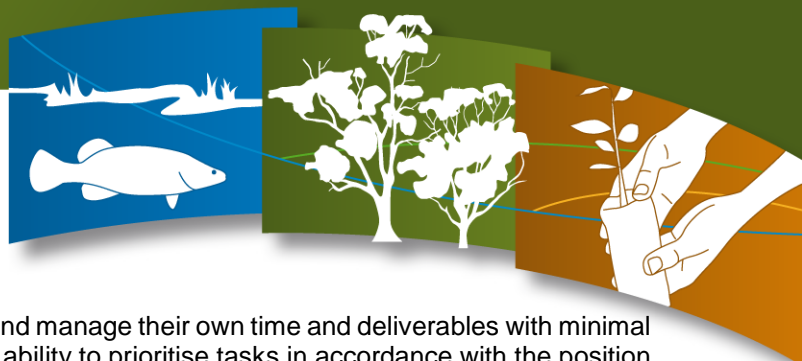 nd manage their own time and deliverables with minimal
ability to prioritise tasks in accordance with the position